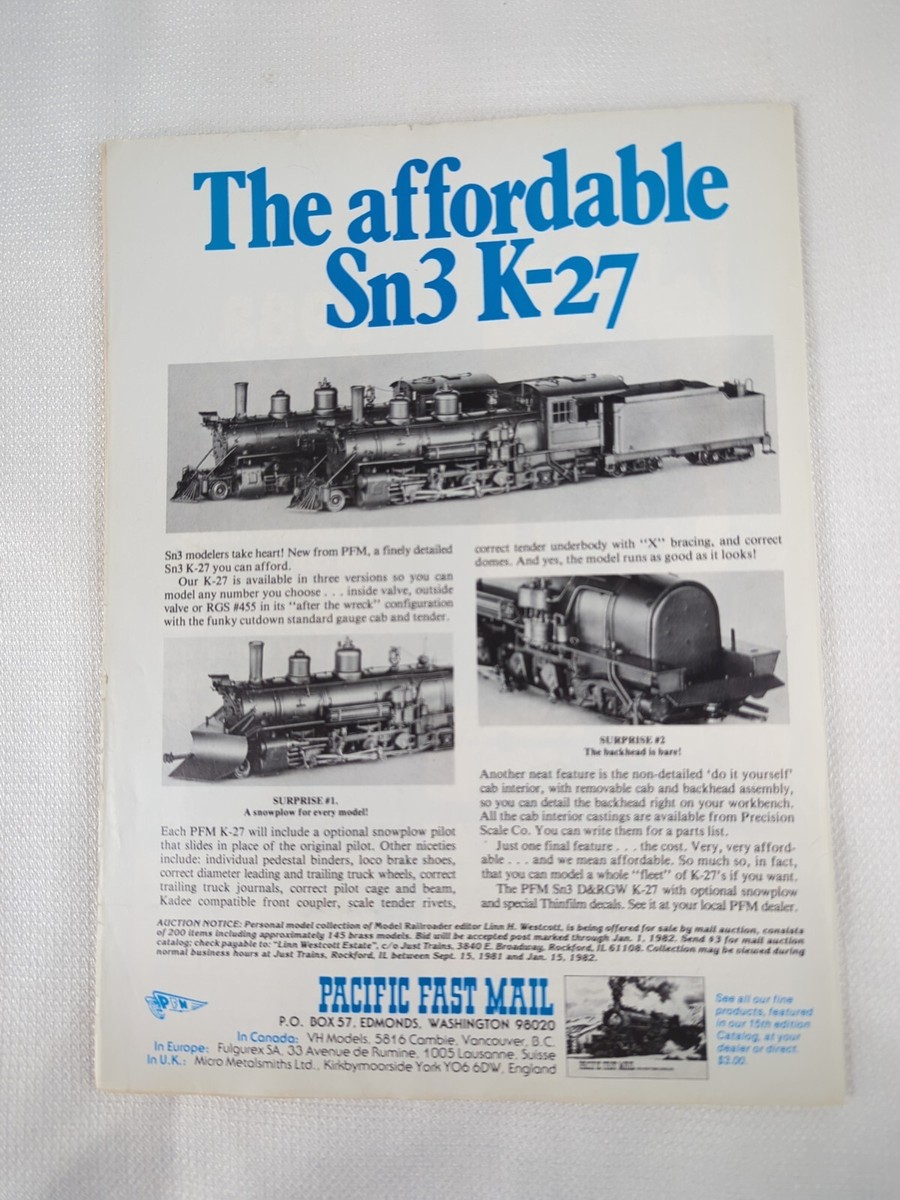 The affordable
Sn3 K-27
Sn3 modelers take heart! New from PFM, a finely detailed
Sn3 K-27 you can afford.
Our K-27 is available in three versions so you can
model any number you choose . . . inside valve, outside
valve or RGS #455 in its "after the wreck" configuration
with the funky cutdown standard gauge cab and tender.
SURPRISE #1.
A snowplow for every model!
Each PFM K-27 will include a optional snowplow pilot
that slides in place of the original pilot. Other niceties
include: individual pedestal binders, loco brake shoes,
correct diameter leading and trailing truck wheels, correct
trailing truck journals, correct pilot cage and beam,
Kadee compatible front coupler, scale tender rivets,
correct tender underbody with "X" bracing, and correct
domes. And yes, the model runs as good as it looks!
SURPRISE #2
The backhead is bare!
Another neat feature is the non-detailed 'do it yourself'
cab interior, with removable cab and backhead assembly,
so you can detail the backhead right on your workbench.
All the cab interior castings are available from Precision
Scale Co. You can write them for a parts list.
Just one final feature . . . the cost. Very, very afford-
able . . . and we mean affordable. So much so, in fact,
that you can model a whole "fleet" of K-27's if you want.
The PFM Sn3 D&RGW K-27 with optional snowplow
and special Thinfilm decals. See it at your local PFM dealer.
AUCTION NOTICE: Personal model collection of Model Railroader editor Linn H. Westcott, is being offered for sale by mail auction, consists
of 200 items including approximately 145 brass models. Bid will be accepted post marked through Jan. 1, 1982. Send $3 for mail auction
catalog; check payable to: "Linn Westcott Estate", c/o Just Trains, 3840 E. Broadway, Rockford, IL 61108. Collection may be viewed during
normal business hours at Just Trains, Rockford, IL between Sept. 15, 1981 and Jan. 15, 1982.
PFM
PACIFIC FAST MAIL
P.O. BOX 57, EDMONDS, WASHINGTON 98020
In Canada: VH Models, 5816 Cambie, Vancouver, B.C.
In Europe: Fulgurex SA, 33 Avenue de Rumine, 1005 Lausanne, Suisse
In U.K.: Micro Metalsmiths Ltd., Kirkbymoorside York YO6 6DW, England
PACIFIC FAST MAIL
See all our fine
products, featured
in our 15th edition
Catalog, at your
dealer or direct.
$3.00